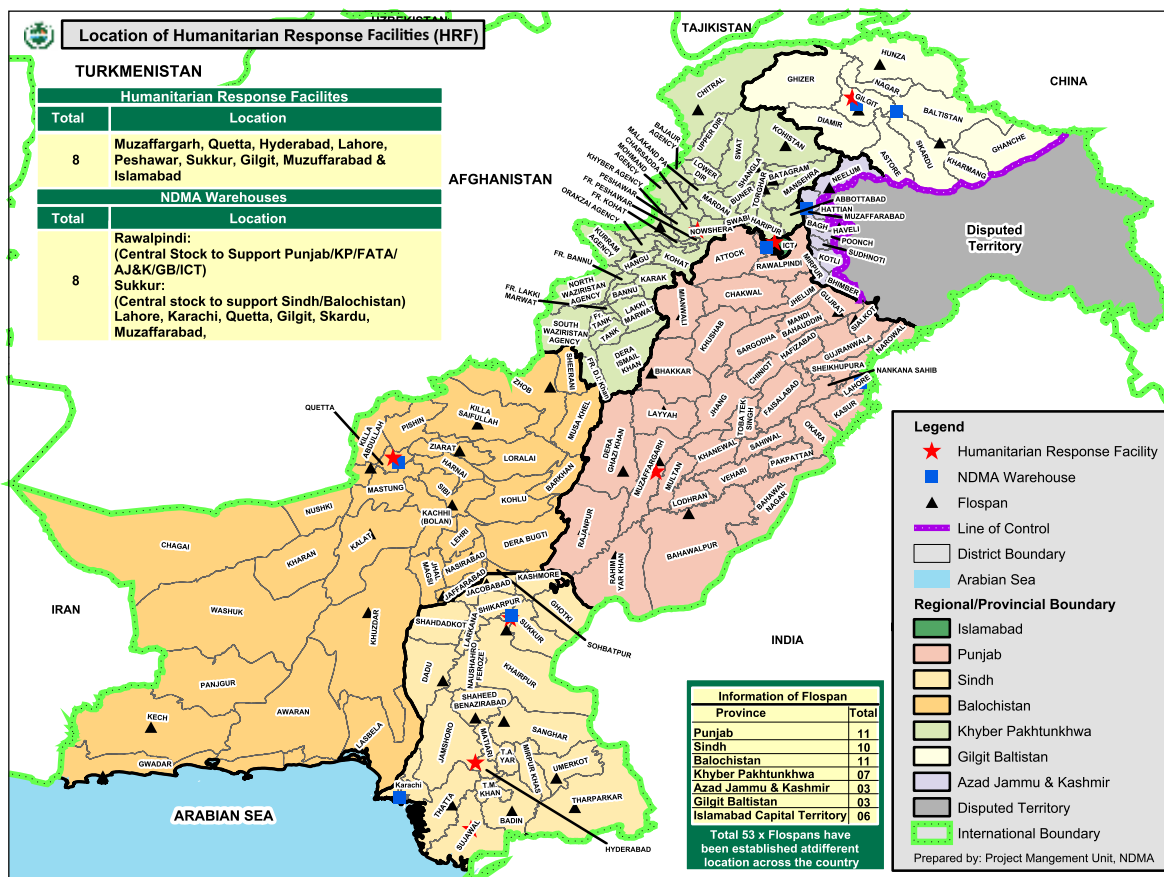 Location of Humanitarian Response Facilities (HRF)
UZBEKISTAN
TAJIKISTAN
TURKMENISTAN
CHINA
AFGHANISTAN
IRAN
INDIA
ARABIAN SEA
Disputed
Territory
Humanitarian Response Facilites
Total
Location
8
Muzaffargarh, Quetta, Hyderabad, Lahore,
Peshawar, Sukkur, Gilgit, Muzuffarabad &
Islamabad
NDMA Warehouses
Total
Location
8
Rawalpindi:
(Central Stock to Support Punjab/KP/FATA/
AJ&K/GB/ICT)
Sukkur:
(Central stock to support Sindh/Balochistan)
Lahore, Karachi, Quetta, Gilgit, Skardu,
Muzaffarabad,
HUNZA
GHIZER
NAGAR
GILGIT
BALTISTAN
DIAMIR
GHANCHE
SKARDU
ASTORE
KHARMANG
CHITRAL
UPPER DIR
SWAT
KOHISTAN
LOWER
DIR
SHANGLA
BATAGRAM
BUNER
TORDHAR
MANSEHRA
MARDAN
SWABI
HARIPUR
NOWSHERA
BAJAUR
AGENCY
MALAKAND PA
CHARSADDA
MOHMAND
AGENCY
KHYBER AGENCY
PESHAWAR
FR. PESHAWAR
FR. KOHAT
ORAKZAI AGENCY
KURRAM
AGENCY
HANGU
KOHAT
FR. BANNU
KARAK
NORTH
WAZIRISTAN
AGENCY
BANNU
FR. LAKKI
MARWAT
LAKKI
MARWAT
Fr.
TANK
TANK
SOUTH
WAZIRISTAN
AGENCY
DERA
ISMAIL
KHAN
FR. D.I. Khan
NEELUM
ABBOTTABAD
HATTIAN
MUZAFFARABAD
BAGH
HAVELI
POONCH
SUDHNOTI
KOTLI
MIRPUR
BHIMBER
ICT
ATTOCK
RAWALPINDI
CHAKWAL
JHELUM
GUJRAT
MIANWALI
KHUSHAB
SARGODHA
MANDI
BAHAUDDIN
SIALKOT
NAROWAL
HAFIZABAD
GUJRANWALA
CHINIOT
SHEIKHUPURA
NANKANA SAHIB
LAHORE
BHAKKAR
JHANG
FAISALABAD
KASUR
LAYYAH
TOBA TEK
SINGH
OKARA
DERA
GHAZI KHAN
MUZAFFARGARH
KHANEWAL
SAHIWAL
MULTAN
VEHARI
PAKPATTAN
LODHRAN
BAHAWAL
NAGAR
RAJANPUR
BAHAWALPUR
RAHIM
YAR KHAN
SHEERANI
ZHOB
QUETTA
KILLA
ABDULLAH
PISHIN
KILLA
SAIFULLAH
MUSA KHEL
ZIARAT
LORALAI
HARNAI
BARKHAN
MASTUNG
SIBI
KOHLU
NUSHKI
KACHHI
(BOLAN)
CHAGAI
KALAT
LEHRI
DERA BUGTI
KHARAN
NASIRABAD
JHAL
MAGSI
JAFFARABAD
WASHUK
KHUZDAR
SOHBATPUR
PANJGUR
KECH
AWARAN
LASBELA
GWADAR
KASHMORE
JACOBABAD
SHIKARPUR
GHOTKI
SHAHDADKOT
LARKANA
SUKKUR
NAUSHAHRO
FEROZE
DADU
KHAIRPUR
SHAHEED
BENAZIRABAD
SANGHAR
JAMSHORO
MATIARI
T.A.
YAR
MIRPUR KHAS
UMERKOT
Karachi
T.M.
KHAN
THATTA
THARPARKAR
BADIN
SUJAWAL
HYDERABAD
Information of Flospan
Province
Total
Punjab 11
Sindh 10
Balochistan 11
Khyber Pakhtunkhwa 07
Azad Jammu & Kashmir 03
Gilgit Baltistan 03
Islamabad Capital Territory 06
Total 53 x Flospans have
been established atdifferent
location across the country
Legend
Humanitarian Response Facility
NDMA Warehouse
Flospan
Line of Control
District Boundary
Arabian Sea
Regional/Provincial Boundary
Islamabad
Punjab
Sindh
Balochistan
Khyber Pakhtunkhwa
Gilgit Baltistan
Azad Jammu & Kashmir
Disputed Territory
International Boundary
Prepared by: Project Mangement Unit, NDMA